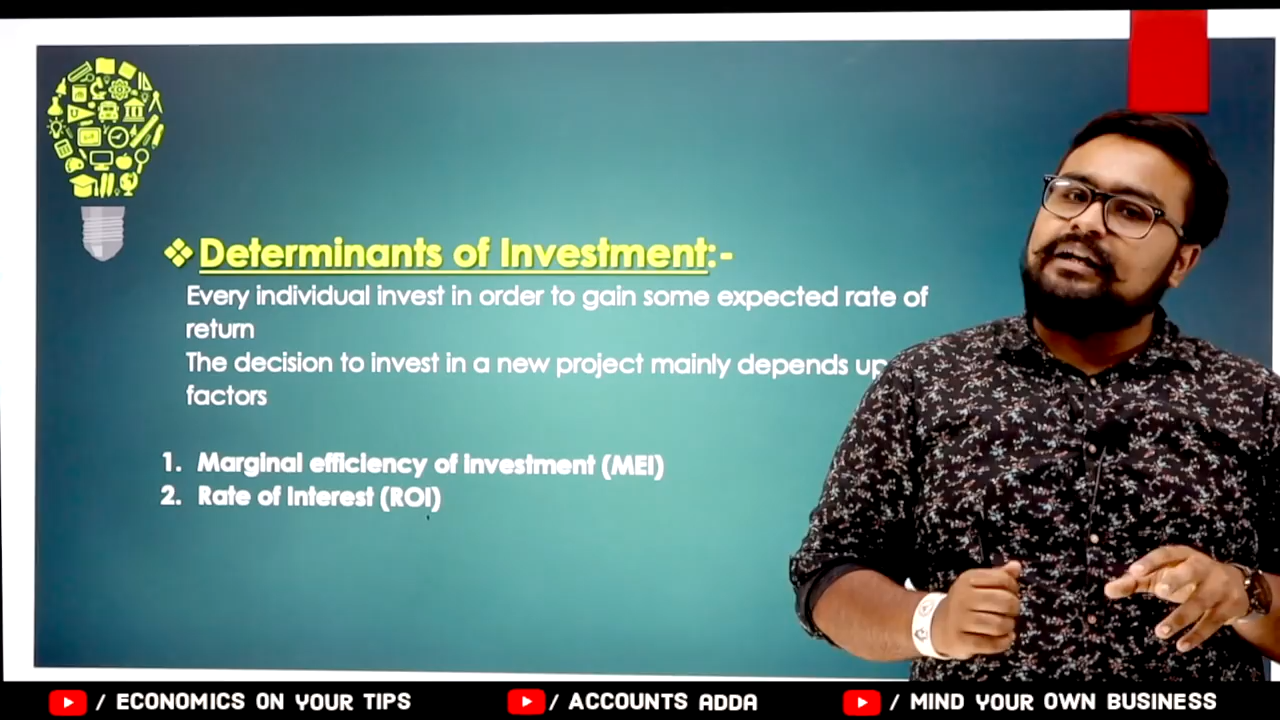 ❖ Determinants of Investment:-
Every individual invest in order to gain some expected rate of
return
The decision to invest in a new project mainly depends
factors
1. Marginal efficiency of investment (MEI)
2. Rate of Interest (ROI)
/ ECONOMICS ON YOUR TIPS
/ ACCOUNTS ADDA
/ MIND YOUR OWN BUSINESS